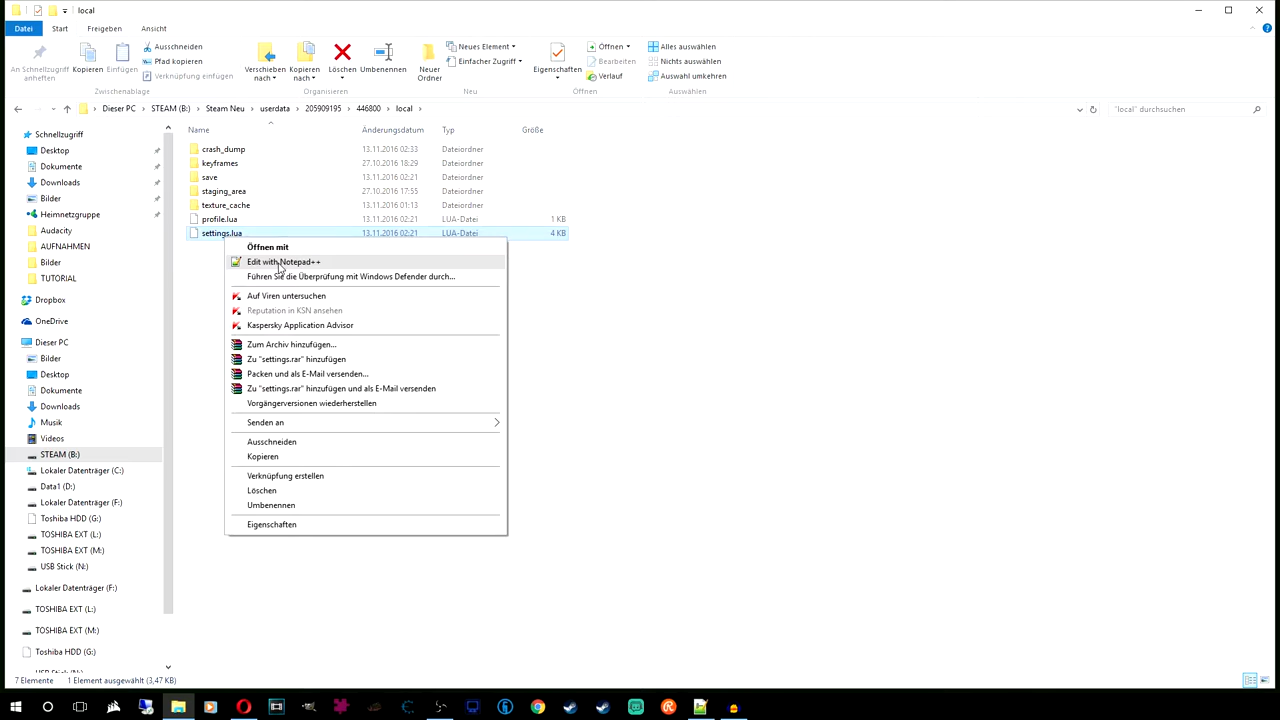 local
Datei Start Freigeben Ansicht
An Schnellzugriff anheften
Kopieren
Einfügen
Ausschneiden
Pfad kopieren
Verknüpfung einfügen
Zwischenablage
Verschieben nach
Kopieren nach
Löschen
Umbenennen
Organisieren
Neuer Ordner
Neues Element
Einfacher Zugriff
Neu
Eigenschaften
Öffnen
Bearbeiten
Verlauf
Öffnen
Alles auswählen
Nichts auswählen
Auswahl umkehren
Auswählen
Dieser PC > STEAM (B:) > Steam Neu > userdata > 205909195 > 446800 > local >
"local" durchsuchen
Schnellzugriff
Desktop
Dokumente
Downloads
Bilder
Heimnetzgruppe
Audacity
AUFNAHMEN
Bilder
TUTORIAL
Dropbox
OneDrive
Dieser PC
Bilder
Desktop
Dokumente
Downloads
Musik
Videos
STEAM (B:)
Lokaler Datenträger (C:)
Data1 (D:)
Lokaler Datenträger (F:)
Toshiba HDD (G:)
TOSHIBA EXT (L:)
TOSHIBA EXT (M:)
USB Stick (N:)
Lokaler Datenträger (F:)
TOSHIBA EXT (L:)
TOSHIBA EXT (M:)
Toshiba HDD (G:)
USB Stick (N:)
Name Änderungsdatum Typ Größe
crash_dump 13.11.2016 02:33 Dateiordner
keyframes 27.10.2016 18:29 Dateiordner
save 13.11.2016 02:21 Dateiordner
staging_area 27.10.2016 17:55 Dateiordner
texture_cache 13.11.2016 01:13 Dateiordner
profile.lua 13.11.2016 02:21 LUA-Datei 1 KB
settings.lua 13.11.2016 02:21 LUA-Datei 4 KB
Öffnen mit
Edit with Notepad++
Führen Sie die Überprüfung mit Windows Defender durch...
Auf Viren untersuchen
Reputation in KSN ansehen
Kaspersky Application Advisor
Zum Archiv hinzufügen...
Zu "settings.rar" hinzufügen
Packen und als E-Mail versenden...
Zu "settings.rar" hinzufügen und als E-Mail versenden
Vorgängerversionen wiederherstellen
Senden an
Ausschneiden
Kopieren
Verknüpfung erstellen
Löschen
Umbenennen
Eigenschaften
7 Elemente 1 Element ausgewählt (3,47 KB)